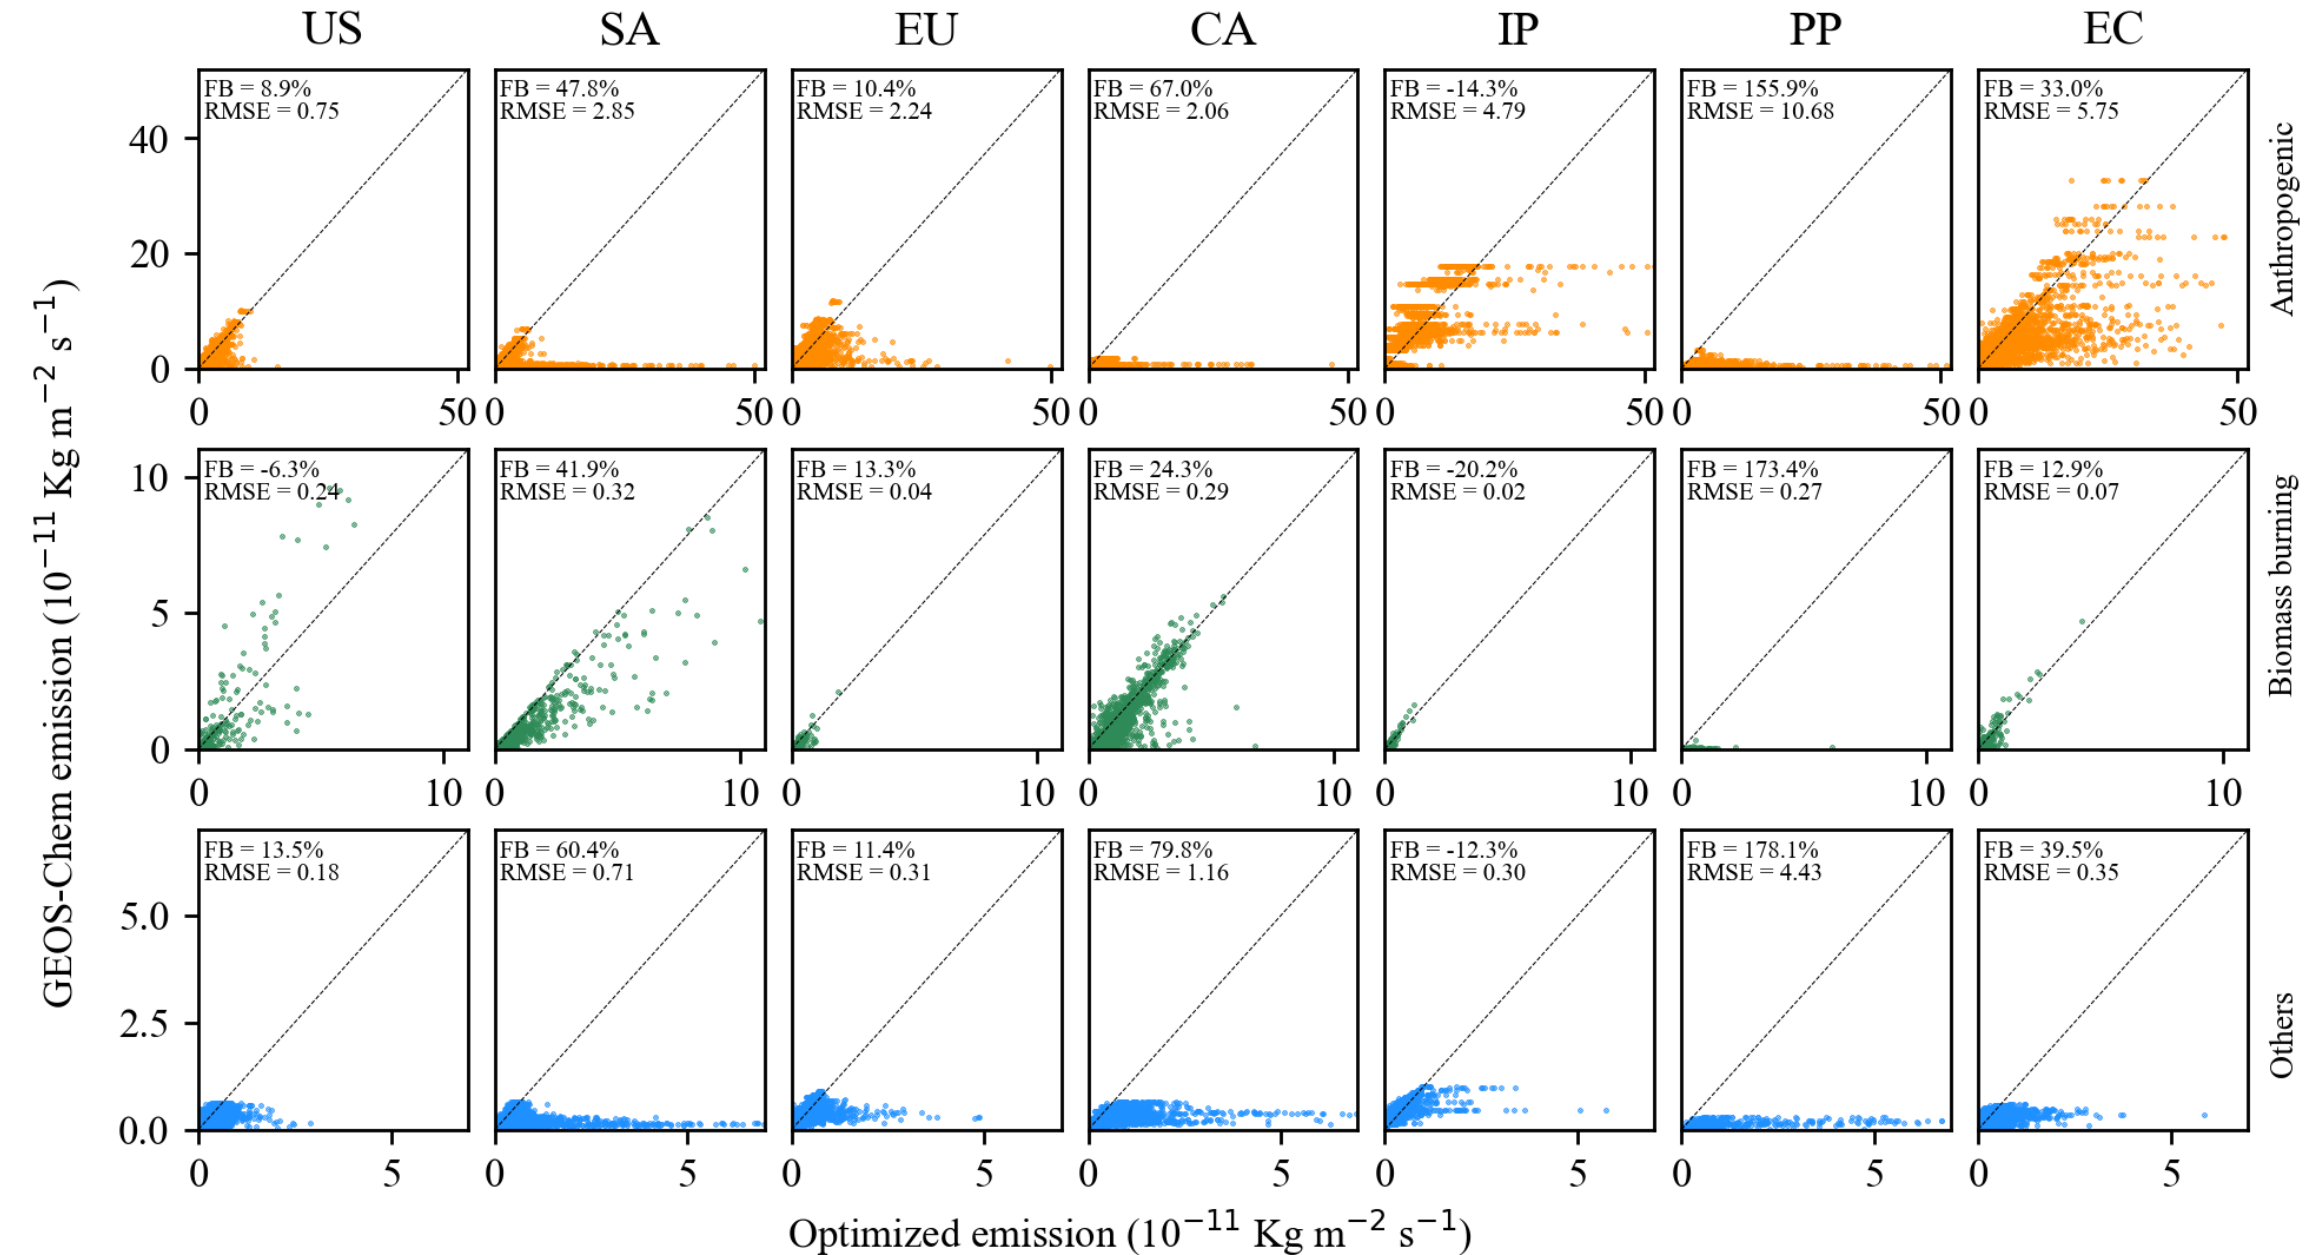 US SA EU CA IP PP EC
FB = 8.9%
RMSE = 0.75
FB = 47.8%
RMSE = 2.85
FB = 10.4%
RMSE = 2.24
FB = 67.0%
RMSE = 2.06
FB = -14.3%
RMSE = 4.79
FB = 155.9%
RMSE = 10.68
FB = 33.0%
RMSE = 5.75
40
20
0
0 50 0 50 0 50 0 50 0 50 0 50 0 50
Anthropogenic
FB = -6.3%
RMSE = 0.24
FB = 41.9%
RMSE = 0.32
FB = 13.3%
RMSE = 0.04
FB = 24.3%
RMSE = 0.29
FB = -20.2%
RMSE = 0.02
FB = 173.4%
RMSE = 0.27
FB = 12.9%
RMSE = 0.07
10
5
0
0 10 0 10 0 10 0 10 0 10 0 10 0 10
Biomass burning
FB = 13.5%
RMSE = 0.18
FB = 60.4%
RMSE = 0.71
FB = 11.4%
RMSE = 0.31
FB = 79.8%
RMSE = 1.16
FB = -12.3%
RMSE = 0.30
FB = 178.1%
RMSE = 4.43
FB = 39.5%
RMSE = 0.35
5.0
2.5
0.0
0 5 0 5 0 5 0 5 0 5 0 5 0 5
Others
GEOS-Chem emission (10⁻¹¹ Kg m⁻² s⁻¹)
Optimized emission (10⁻¹¹ Kg m⁻² s⁻¹)